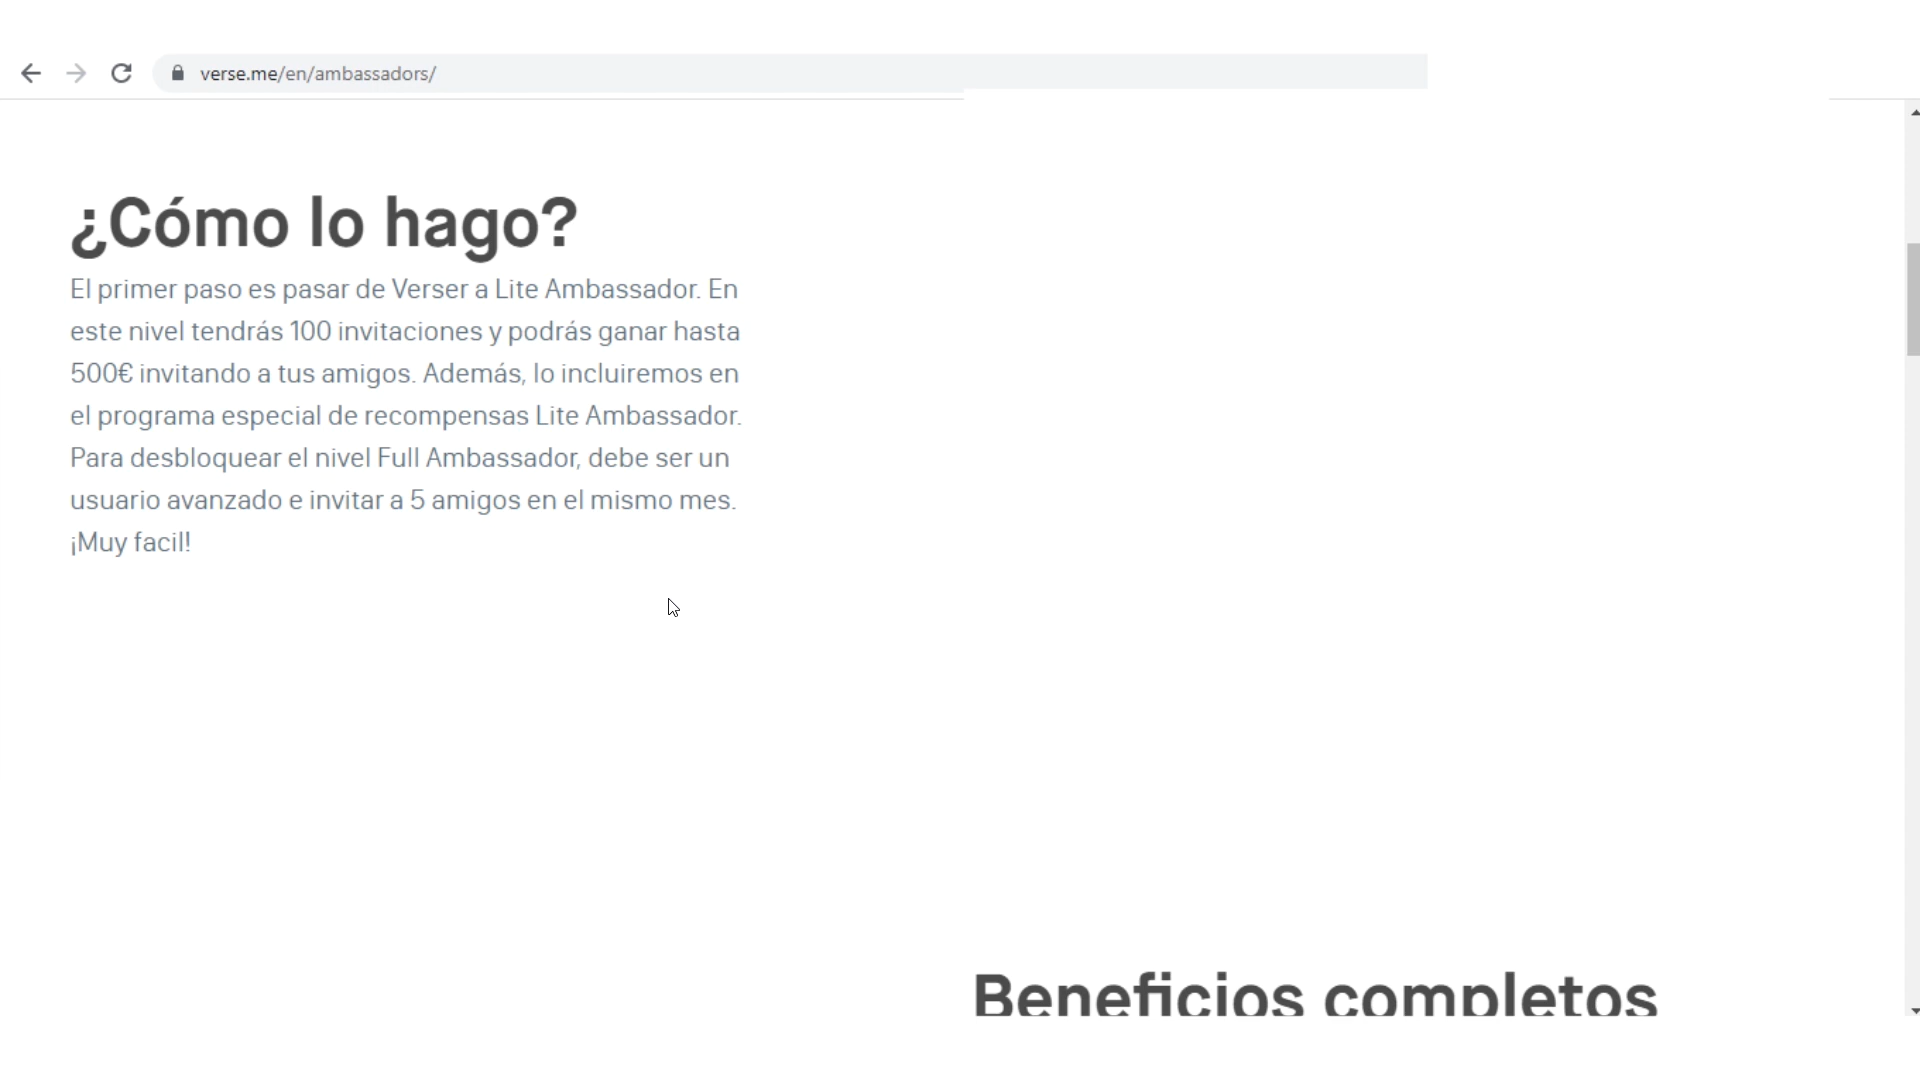 verse.me/en/ambassadors/
¿Cómo lo hago?
El primer paso es pasar de Verser a Lite Ambassador. En
este nivel tendrás 100 invitaciones y podrás ganar hasta
500€ invitando a tus amigos. Además, lo incluiremos en
el programa especial de recompensas Lite Ambassador.
Para desbloquear el nivel Full Ambassador, debe ser un
usuario avanzado e invitar a 5 amigos en el mismo mes.
¡Muy facil!
Beneficios completos